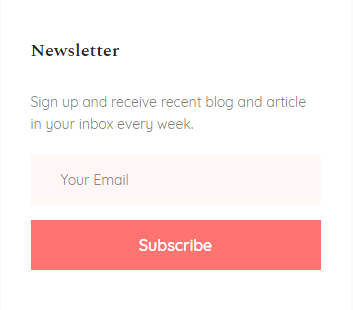 Newsletter
Sign up and receive recent blog and article
in your inbox every week.
Your Email
Subscribe